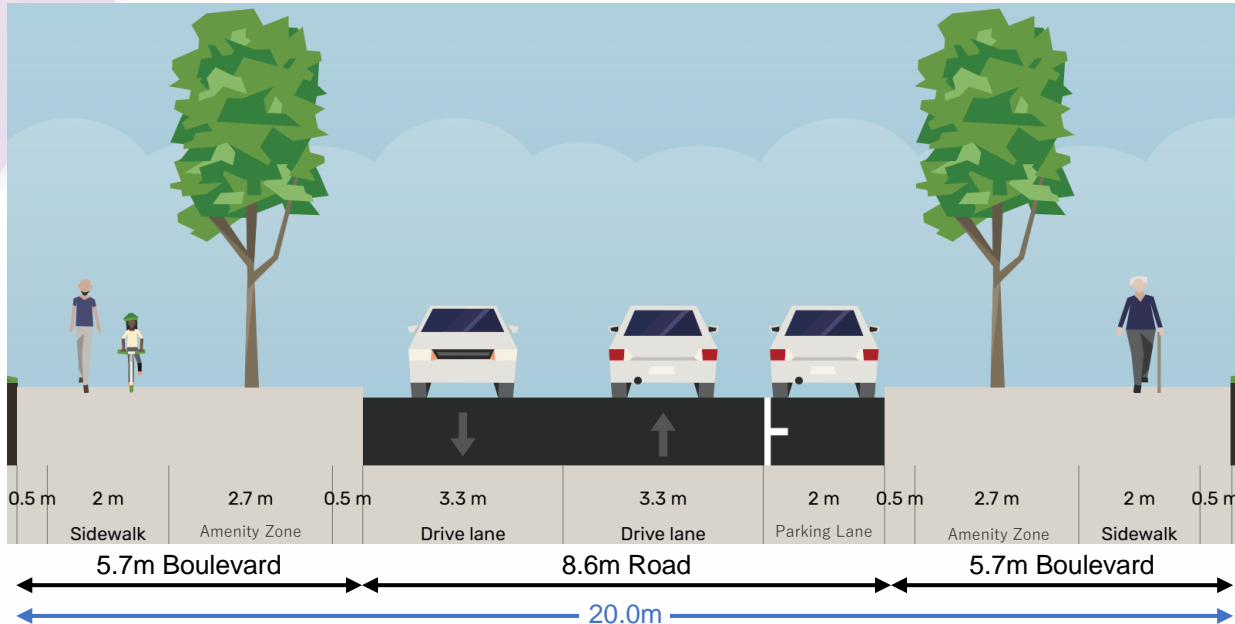 0.5 m 2 m 2.7 m 0.5 m 3.3 m 3.3 m 2 m 0.5 m 2.7 m 2 m 0.5 m
Sidewalk Amenity Zone Drive lane Drive lane Parking Lane Amenity Zone Sidewalk
5.7m Boulevard 8.6m Road 5.7m Boulevard
20.0m